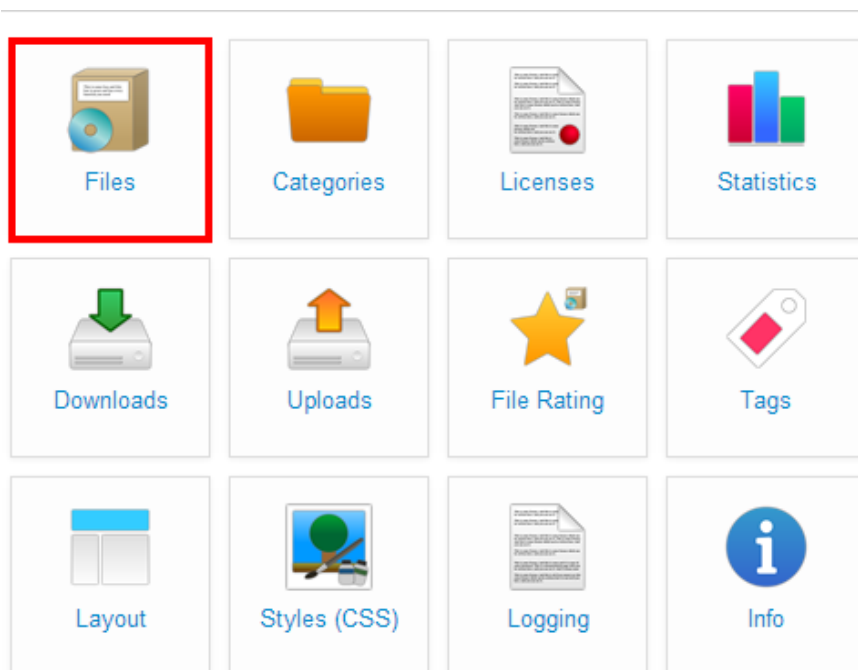 Files
Categories
Licenses
Statistics
Downloads
Uploads
File Rating
Tags
Layout
Styles (CSS)
Logging
Info